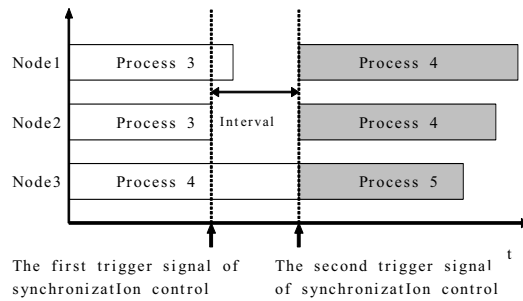 Node1 Process 3 Process 4
Node2 Process 3 Interval Process 4
Node3 Process 4 Process 5
t
The first trigger signal of
synchronizatIon control
The second trigger signal
of synchronizatIon control